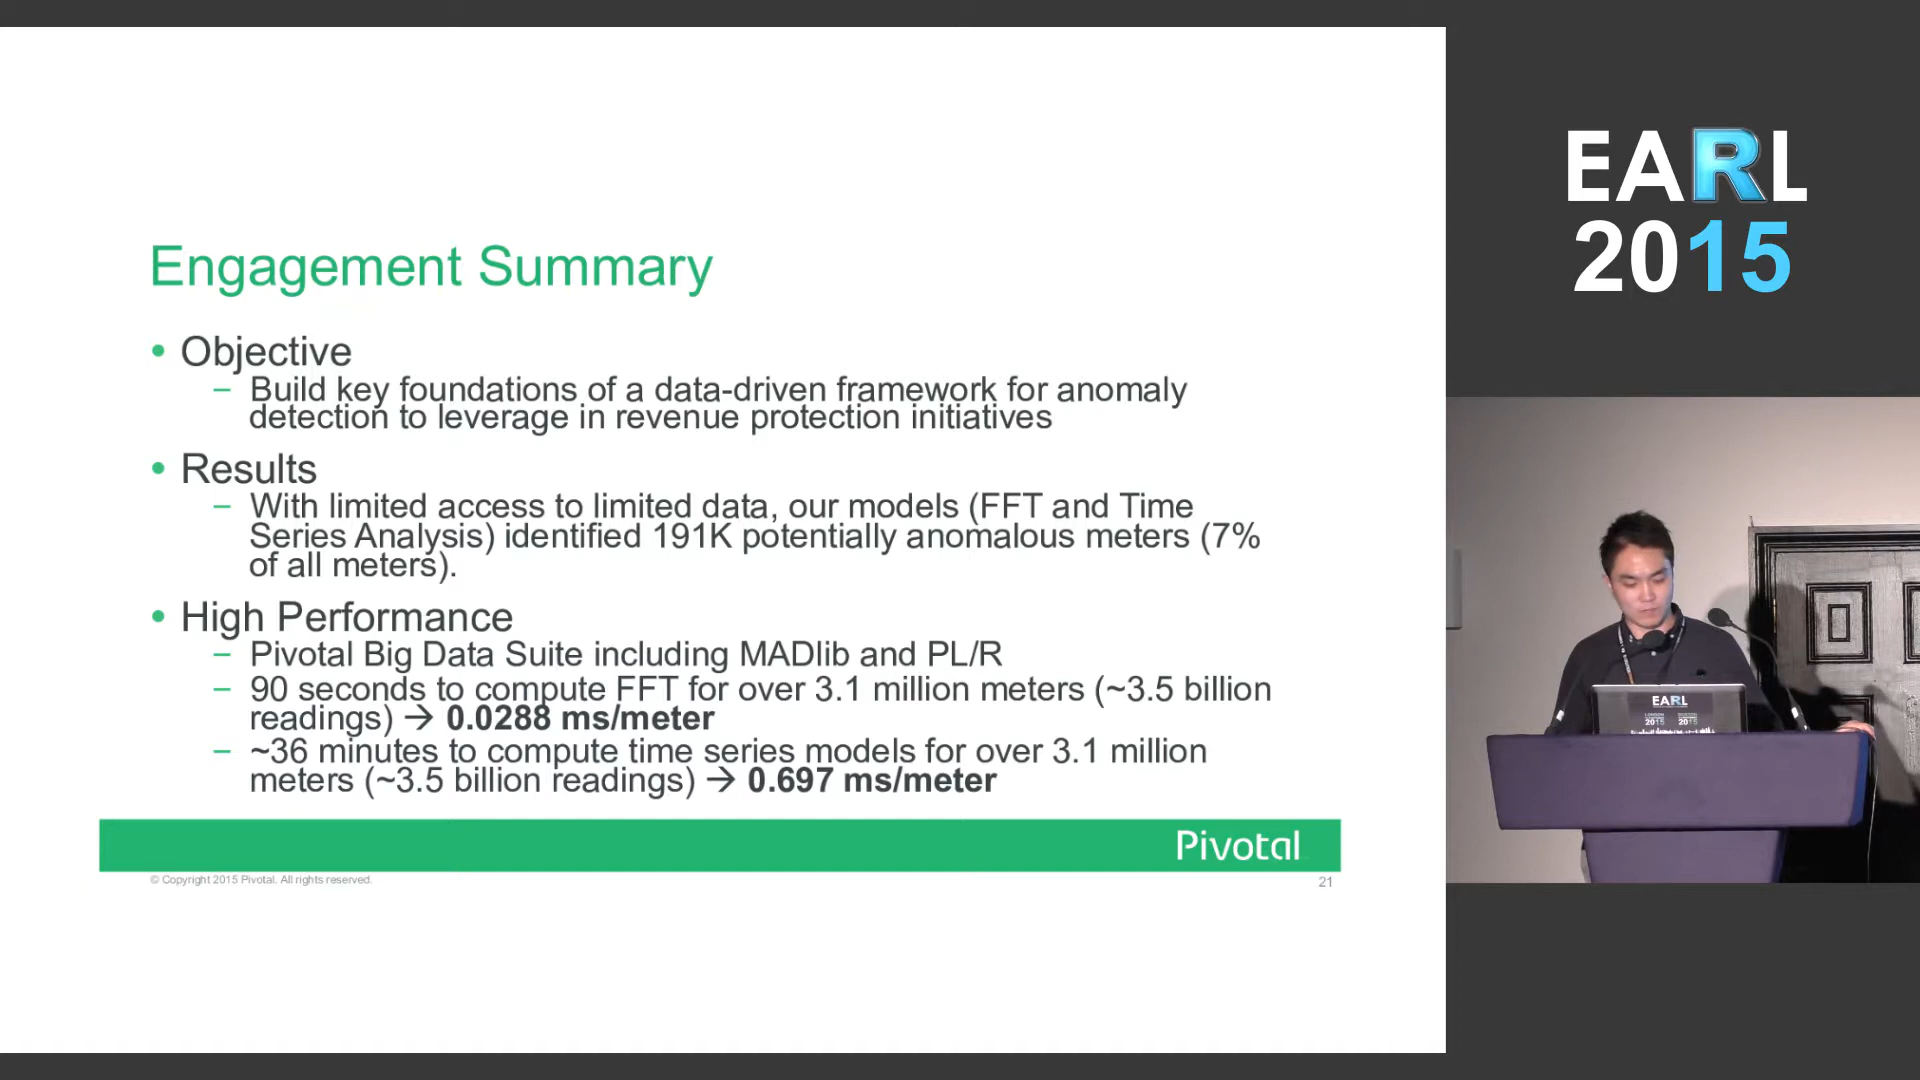 Engagement Summary
• Objective
– Build key foundations of a data-driven framework for anomaly
detection to leverage in revenue protection initiatives
• Results
– With limited access to limited data, our models (FFT and Time
Series Analysis) identified 191K potentially anomalous meters (7%
of all meters).
• High Performance
– Pivotal Big Data Suite including MADlib and PL/R
– 90 seconds to compute FFT for over 3.1 million meters (~3.5 billion
readings) → 0.0288 ms/meter
– ~36 minutes to compute time series models for over 3.1 million
meters (~3.5 billion readings) → 0.697 ms/meter
Pivotal
© Copyright 2015 Pivotal. All rights reserved.
21
EARL
2015
EARL
LONDON BOSTON
2015 2015